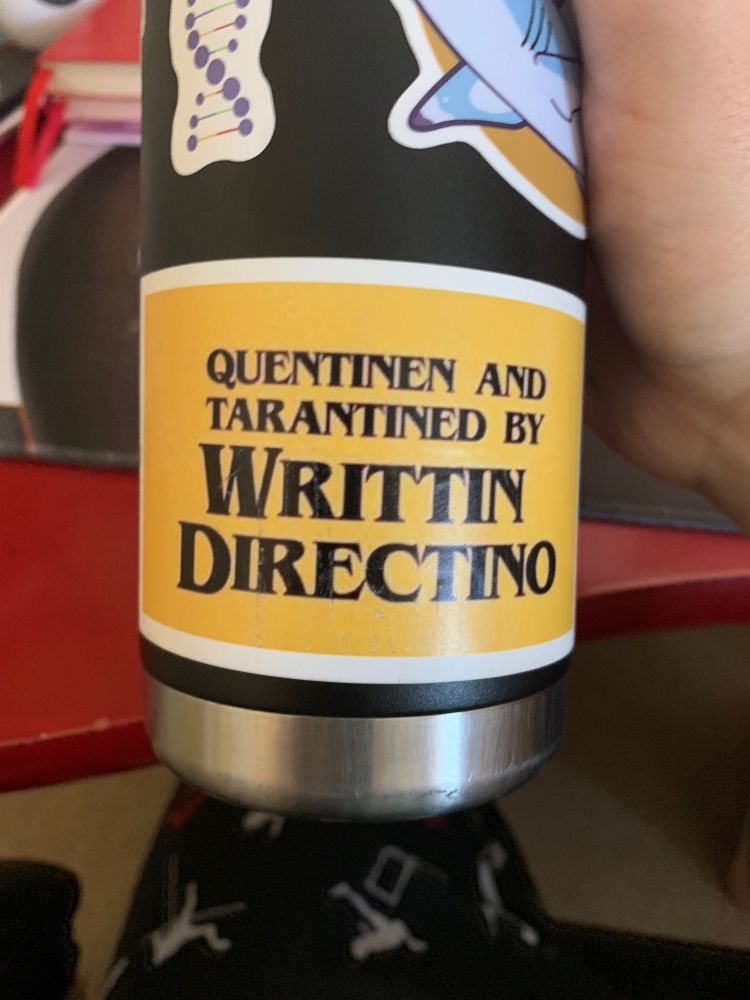 QUENTINEN AND
TARANTINED BY
WRITTIN
DIRECTINO